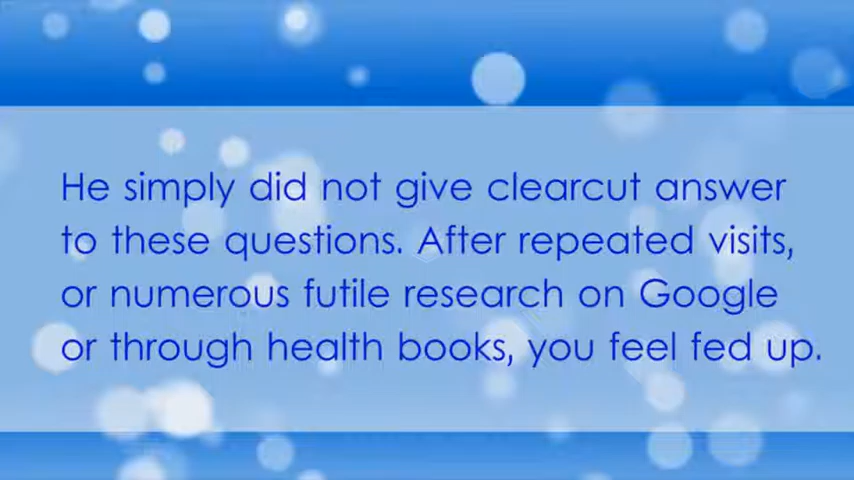 He simply did not give clearcut answer
to these questions. After repeated visits,
or numerous futile research on Google
or through health books, you feel fed up.